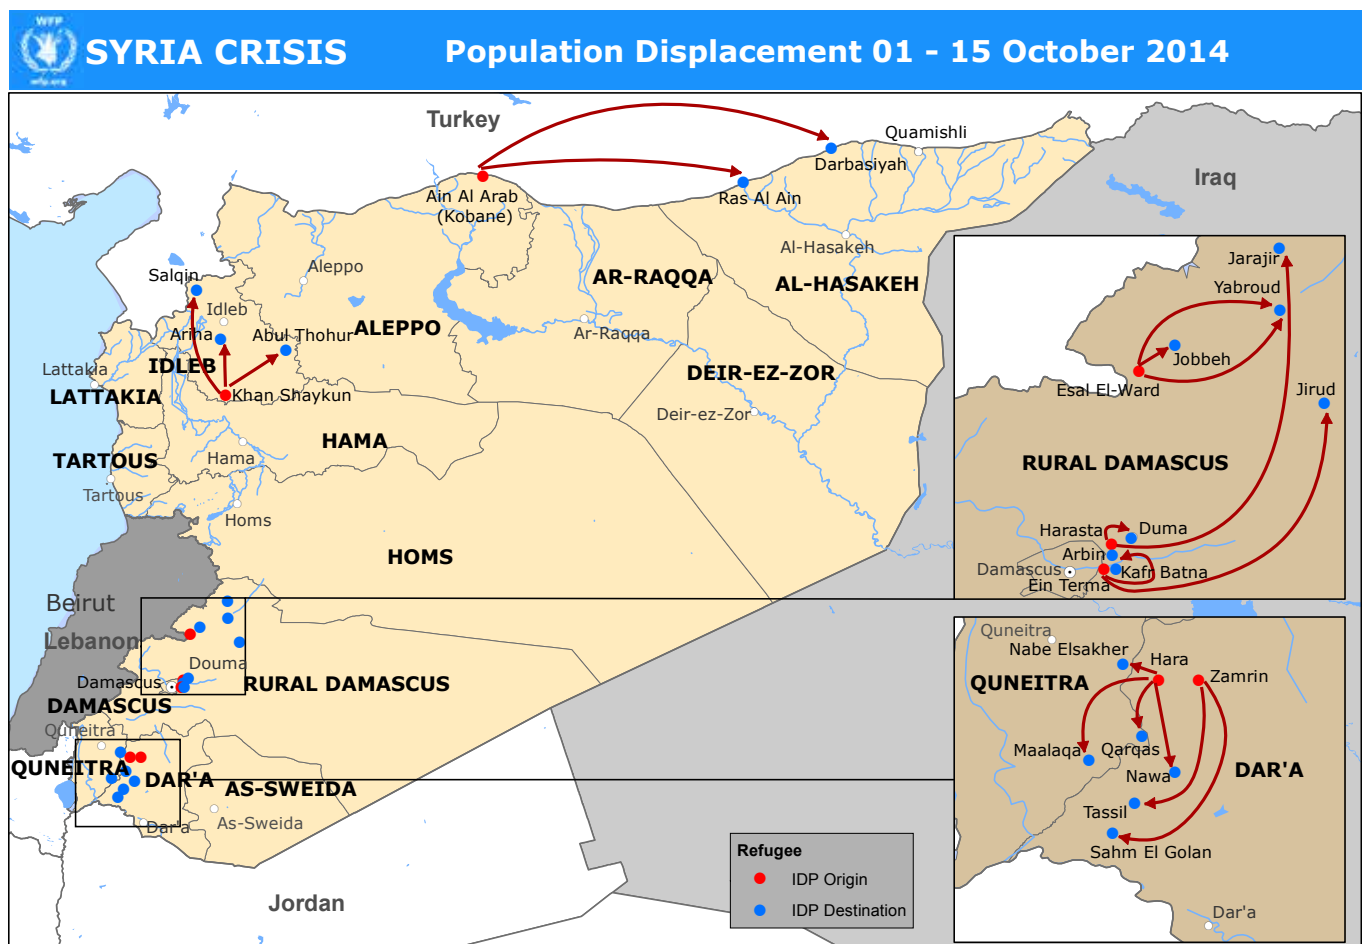 WFP
wfp.org
SYRIA CRISIS
Population Displacement 01 - 15 October 2014
Turkey
Quamishli
Darbasiyah
Iraq
Ain Al Arab
(Kobane)
Ras Al Ain
Al-Hasakeh
Salqin
Aleppo
AR-RAQQA
AL-HASAKEH
Idleb
Ariha
Abul Thohur
ALEPPO
Ar-Raqqa
Lattakia
IDLEB
DEIR-EZ-ZOR
LATTAKIA
Khan Shaykun
Deir-ez-Zor
HAMA
TARTOUS
Hama
Tartous
Homs
HOMS
Beirut
Lebanon
Douma
Damascus
RURAL DAMASCUS
DAMASCUS
Quneitra
QUNEITRA
DAR'A
AS-SWEIDA
Dar'a
As-Sweida
Jordan
Jarajir
Yabroud
Jobbeh
Esal El-Ward
Jirud
RURAL DAMASCUS
Harasta
Duma
Arbin
Damascus
Kafr Batna
Ein Terma
Quneitra
Nabe Elsakher
Hara
Zamrin
QUNEITRA
Maalaqa
Qarqas
Nawa
DAR'A
Tassil
Sahm El Golan
Dar'a
Refugee
IDP Origin
IDP Destination